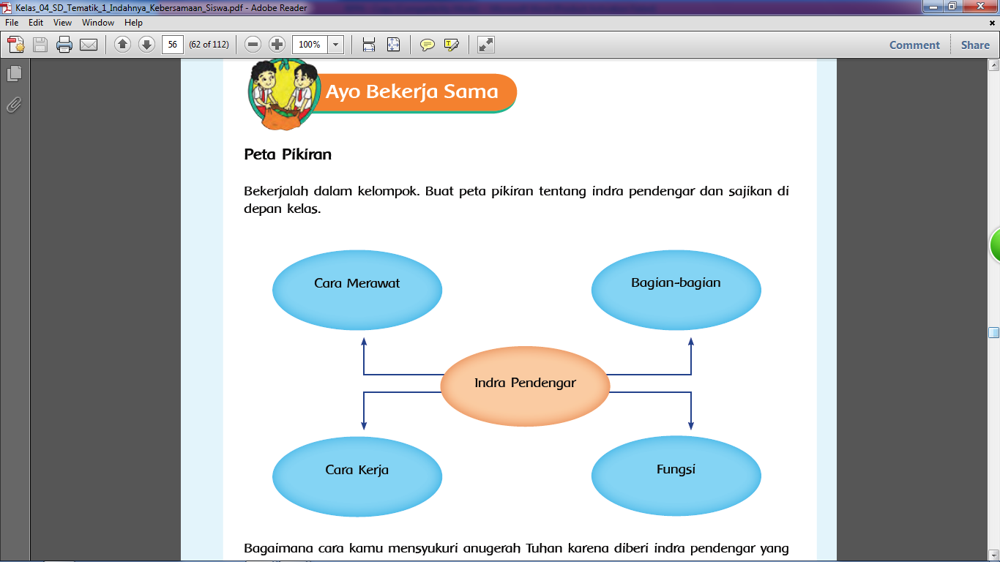 Kelas_04_SD_Tematik_1_Indahnya_Kebersamaan_Siswa.pdf - Adobe Reader
File Edit View Window Help
56 (62 of 112) 100% Comment Share
Ayo Bekerja Sama
Peta Pikiran
Bekerjalah dalam kelompok. Buat peta pikiran tentang indra pendengar dan sajikan di
depan kelas.
Cara Merawat
Bagian-bagian
Indra Pendengar
Cara Kerja
Fungsi
Bagaimana cara kamu mensyukuri anugerah Tuhan karena diberi indra pendengar yang